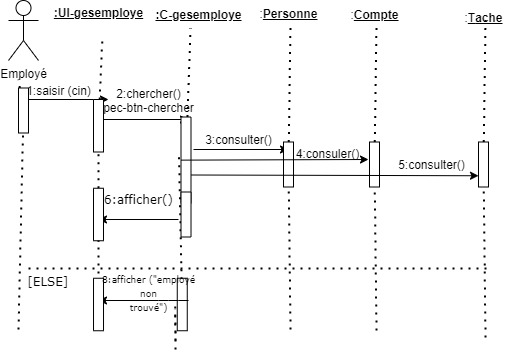 :UI-gesemploye
:C-gesemploye
:Personne
:Compte
:Tache
Employé
1:saisir (cin)
2:chercher()
pec-btn-chercher
3:consulter()
4:consuler()
5:consulter()
6:afficher()
[ELSE]
8:afficher ("employé
non
trouvé")